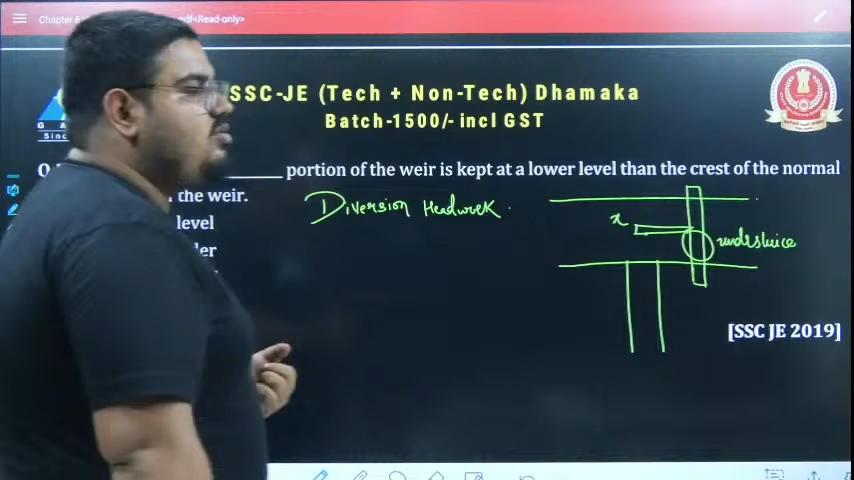 Chapter 6
.pdf<Read-only>
SSC-JE (Tech + Non-Tech) Dhamaka
Batch-1500/- incl GST
portion of the weir is kept at a lower level than the crest of the normal
the weir.
Diversion Headwork.
level
x
undersluice
[SSC JE 2019]